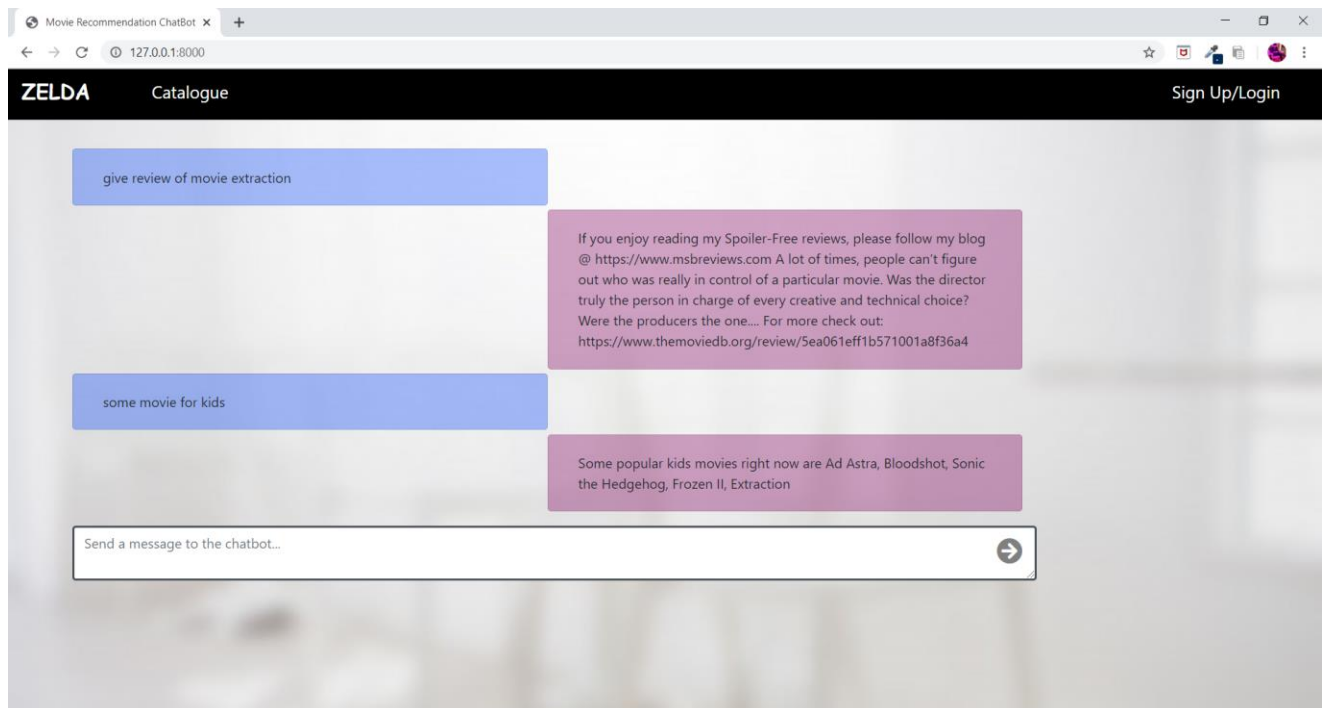 Movie Recommendation ChatBot
127.0.0.1:8000
ZELDA Catalogue Sign Up/Login
give review of movie extraction
If you enjoy reading my Spoiler-Free reviews, please follow my blog
@ https://www.msbreviews.com A lot of times, people can't figure
out who was really in control of a particular movie. Was the director
truly the person in charge of every creative and technical choice?
Were the producers the one.... For more check out:
https://www.themoviedb.org/review/5ea061eff1b571001a8f36a4
some movie for kids
Some popular kids movies right now are Ad Astra, Bloodshot, Sonic
the Hedgehog, Frozen II, Extraction
Send a message to the chatbot...